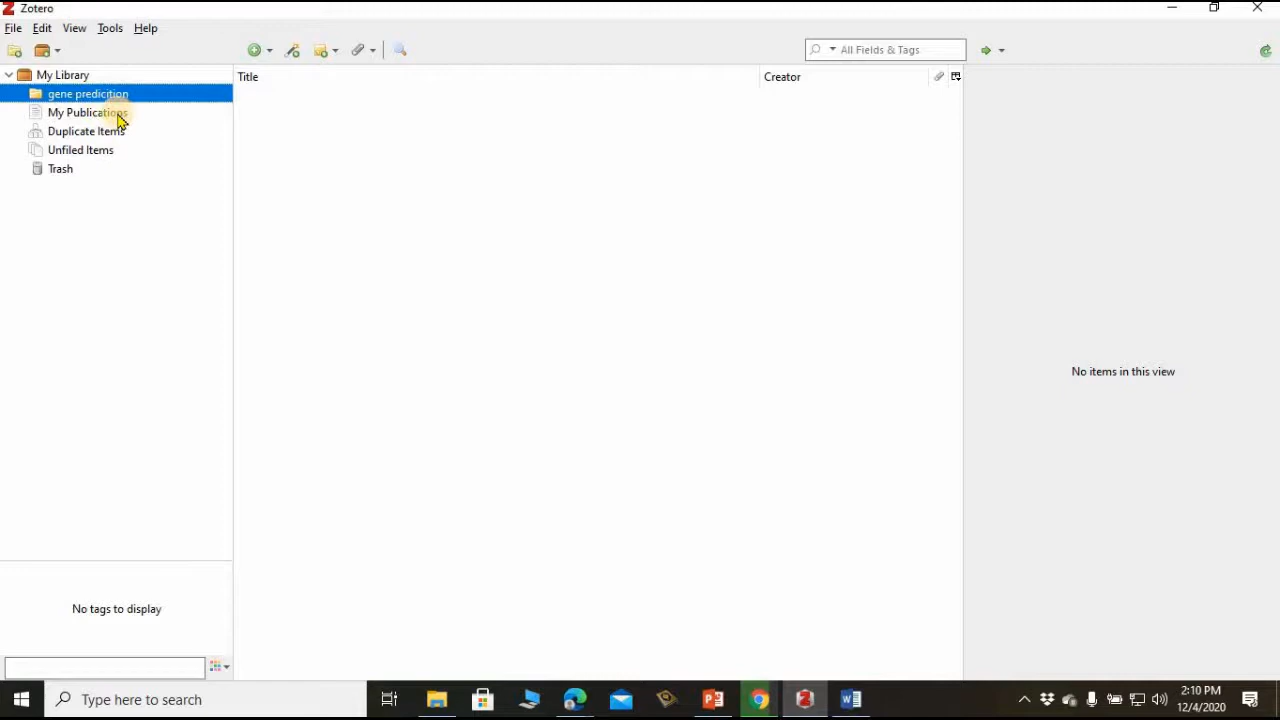 Zotero
File Edit View Tools Help
All Fields & Tags
My Library
Title Creator
gene predicition
My Publications
Duplicate Items
Unfiled Items
Trash
No items in this view
No tags to display
Type here to search
2:10 PM
12/4/2020